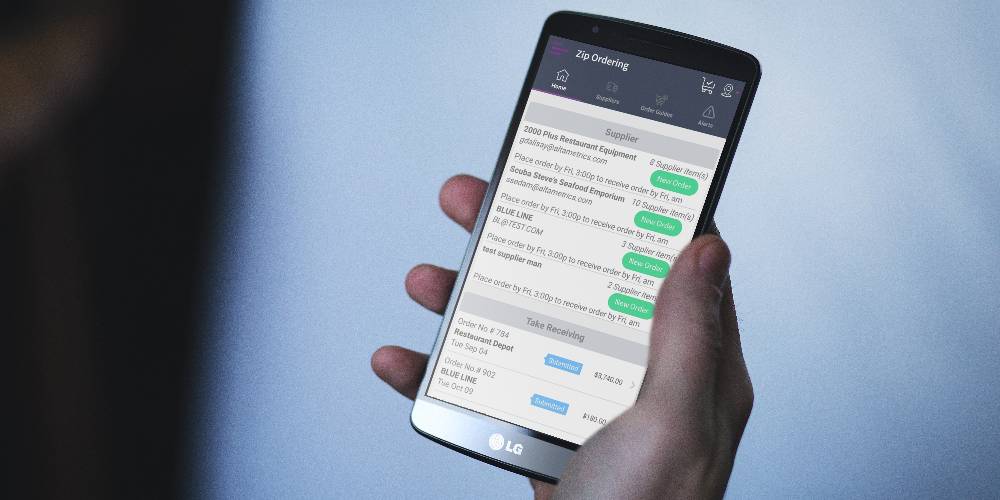 Zip Ordering
Home
Suppliers
Order Guides
Alerts
Supplier
2000 Plus Restaurant Equipment
8 Supplier item(s)
gdalisay@altametrics.com
New Order
Place order by Fri, 3:00p to receive order by Fri, am
Scuba Steve's Seafood Emporium
10 Supplier item(s)
ssedam@altametrics.com
New Order
Place order by Fri, 3:00p to receive order by Fri, am
BLUE LINE
3 Supplier item(s)
BL@TEST.COM
New Order
Place order by Fri, 3:00p to receive order by Fri, am
test supplier man
2 Supplier item
New Order
Place order by Fri, 3:00p to receive order by Fri, am
Take Receiving
Order No.# 784
Restaurant Depot
Submitted
$3,740.00
Tue Sep 04
Order No.# 902
BLUE LINE
Submitted
$180.00
Tue Oct 09
LG